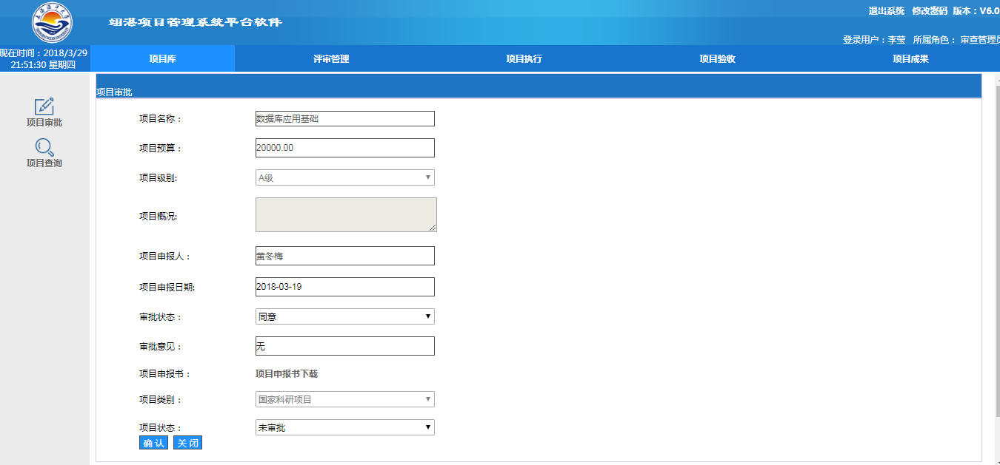 翊港项目管理系统平台软件
退出系统 修改密码 版本：V6.0
登录用户：李莹 所属角色： 审查管理员
现在时间：2018/3/29
21:51:30 星期四
项目库 评审管理 项目执行 项目验收 项目成果
项目审批
项目查询
项目审批
项目名称： 数据库应用基础
项目预算： 20000.00
项目级别: A级
项目概况:
项目申报人： 黄冬梅
项目申报日期: 2018-03-19
审批状态： 同意
审批意见： 无
项目申报书： 项目申报书下载
项目类别： 国家科研项目
项目状态： 未审批
确认 关闭